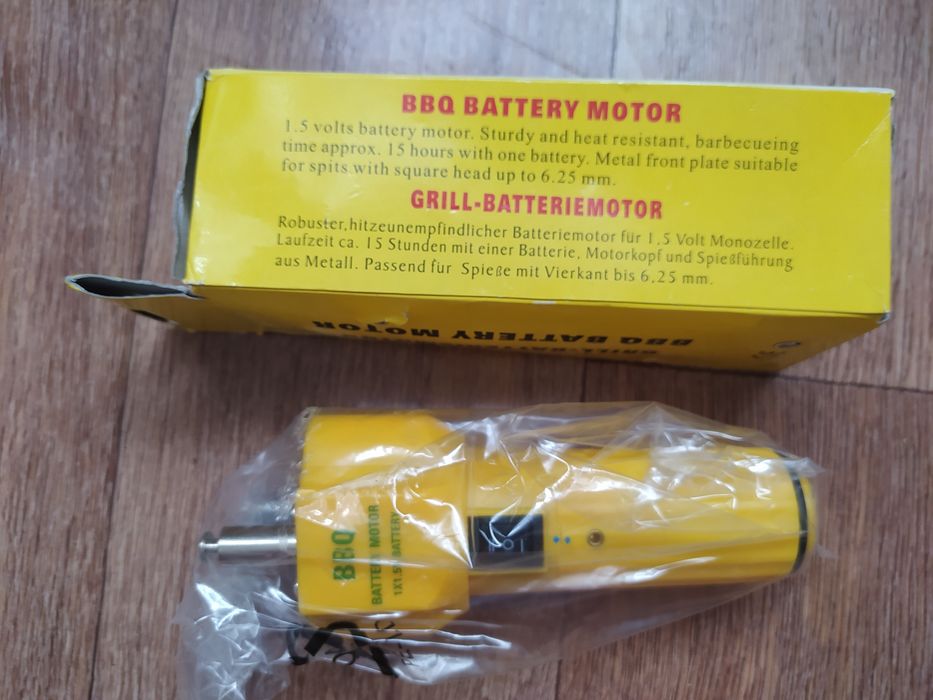 BBQ BATTERY MOTOR
1.5 volts battery motor. Sturdy and heat resistant, barbecueing
time approx. 15 hours with one battery. Metal front plate suitable
for spits with square head up to 6.25 mm.
GRILL-BATTERIEMOTOR
Robuster,hitzeunempfindlicher Batteriemotor für 1,5 Volt Monozelle.
Laufzeit ca. 15 Stunden mit einer Batterie, Motorkopf und Spießführung
aus Metall. Passend für Spieße mit Vierkant bis 6.25 mm.
BBQ BATTERY MOTOR
BBQ
BATTERY MOTOR
1X1.5V BATTERY